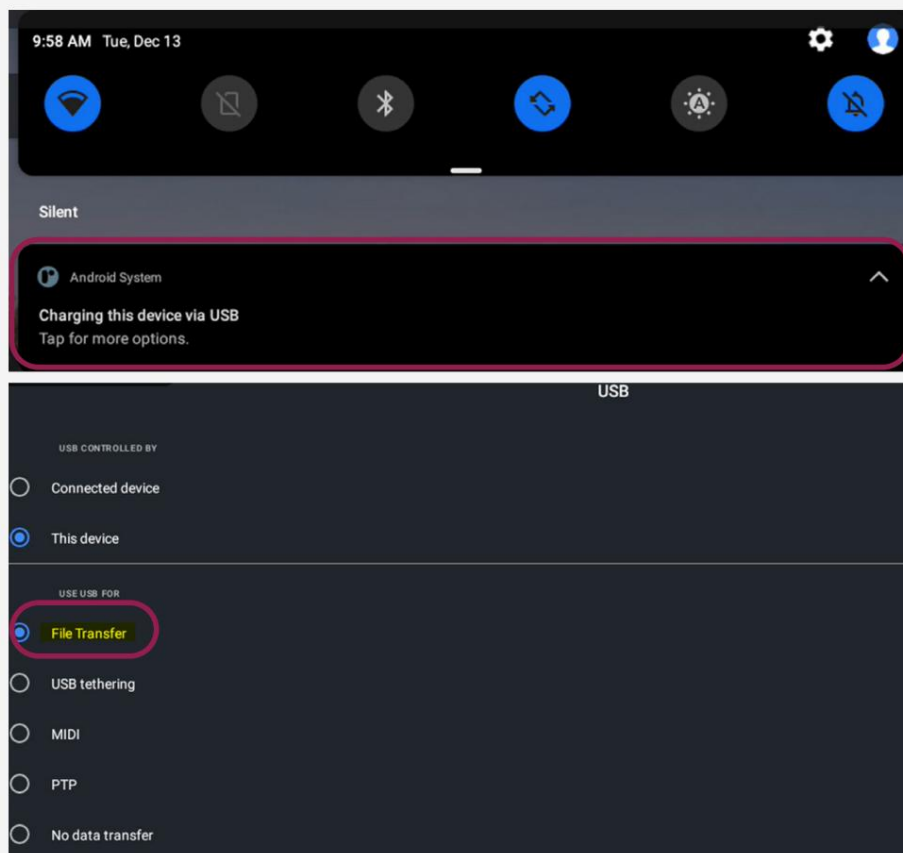 9:58 AM Tue, Dec 13
A
Silent
Android System
Charging this device via USB
Tap for more options.
USB
USB CONTROLLED BY
Connected device
This device
USE USB FOR
File Transfer
USB tethering
MIDI
PTP
No data transfer